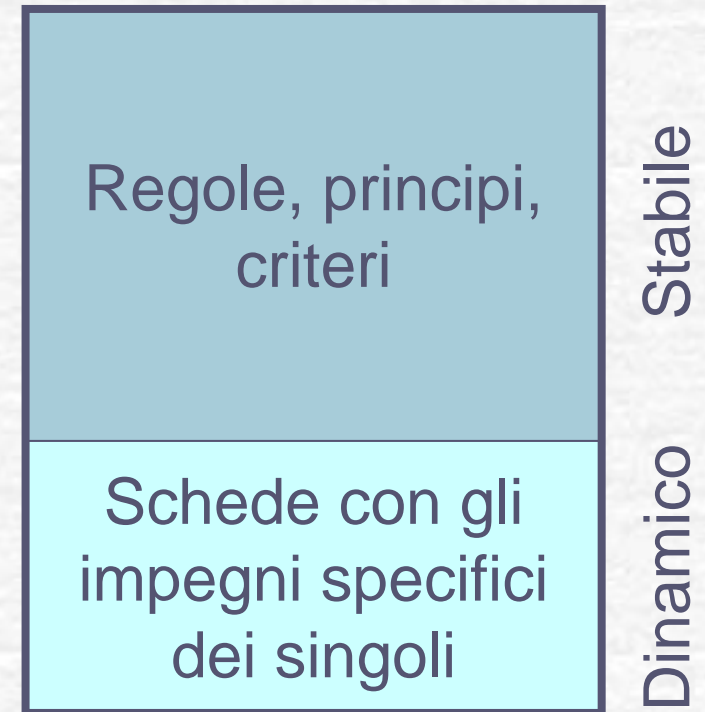 Regole, principi,
criteri
Stabile
Schede con gli
impegni specifici
dei singoli
Dinamico